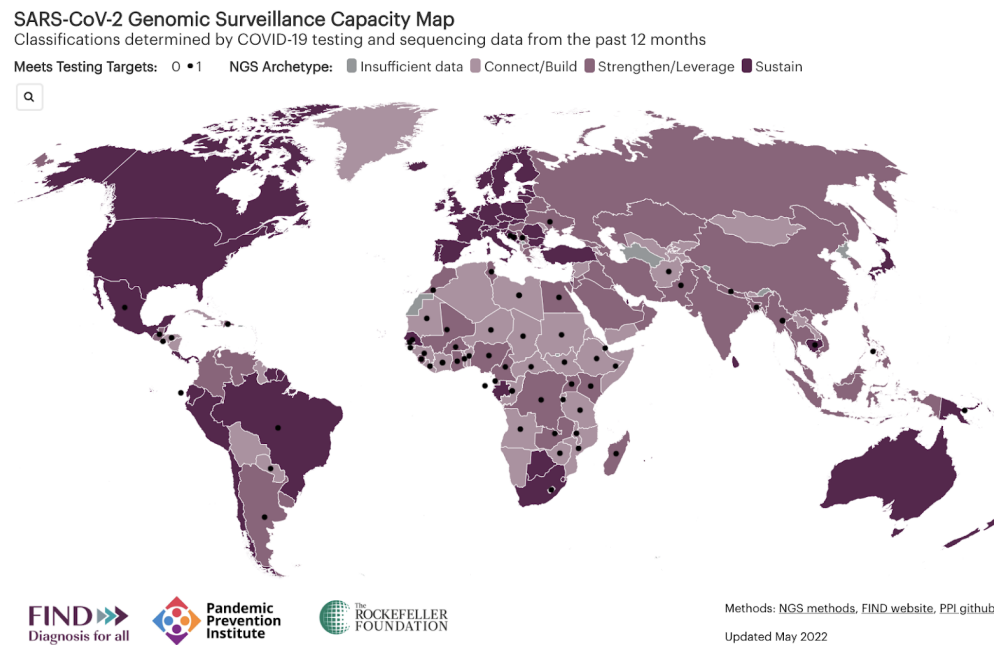 SARS-CoV-2 Genomic Surveillance Capacity Map
Classifications determined by COVID-19 testing and sequencing data from the past 12 months
Meets Testing Targets: 0 1 NGS Archetype: Insufficient data Connect/Build Strengthen/Leverage Sustain
FIND
Diagnosis for all
Pandemic
Prevention
Institute
The
ROCKEFELLER
FOUNDATION
Methods: NGS methods, FIND website, PPI github
Updated May 2022